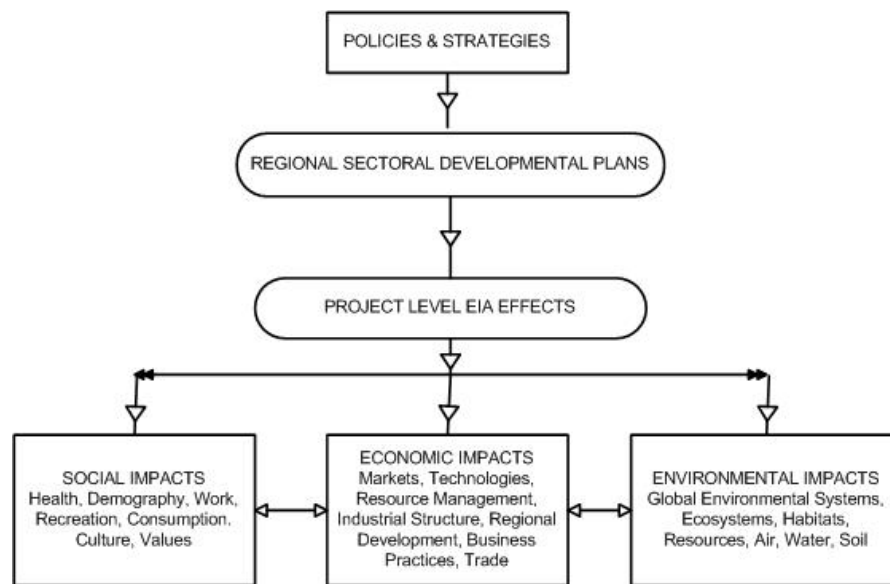 POLICIES & STRATEGIES
REGIONAL SECTORAL DEVELOPMENTAL PLANS
PROJECT LEVEL EIA EFFECTS
SOCIAL IMPACTS
Health, Demography, Work,
Recreation, Consumption.
Culture, Values
ECONOMIC IMPACTS
Markets, Technologies,
Resource Management,
Industrial Structure, Regional
Development, Business
Practices, Trade
ENVIRONMENTAL IMPACTS
Global Environmental Systems,
Ecosystems, Habitats,
Resources, Air, Water, Soil